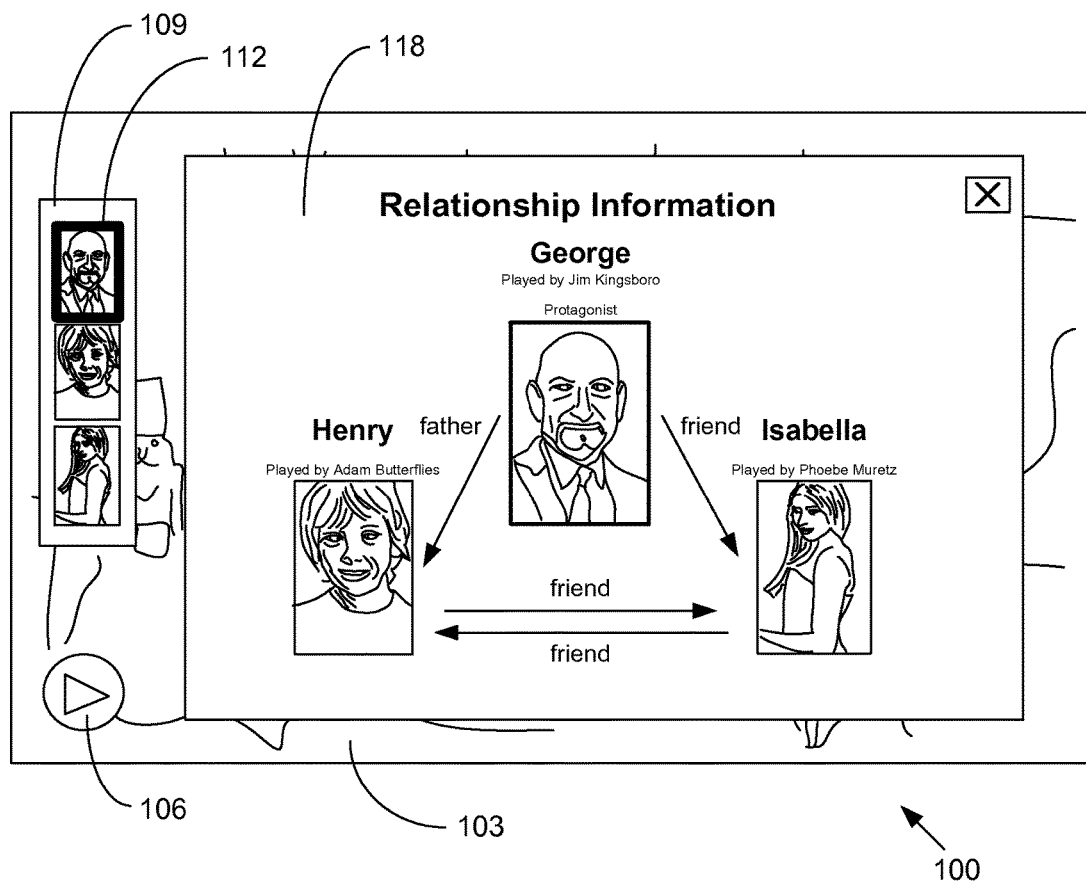 109
118
112
Relationship Information
George
Played by Jim Kingsboro
Protagonist
Henry
father
friend
Isabella
Played by Adam Butterflies
Played by Phoebe Muretz
friend
friend
106
103
100